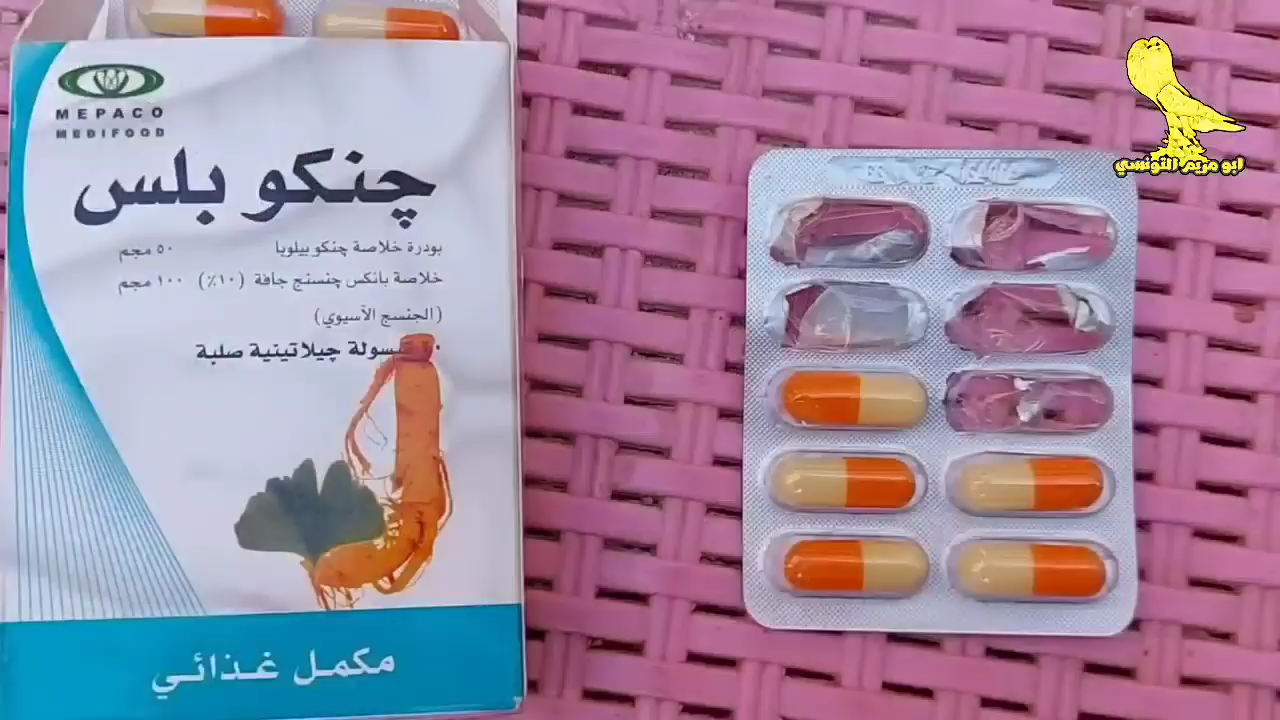 MEPACO
MEDIFOOD
چنكو بلس
بودرة خلاصة چنكو بيلوبا ٥٠ مجم
خلاصة بانكس چنسنج جافة (١٠٪) ١٠٠ مجم
(الجنسج الآسيوي)
چيلاتينية صلبة
مكمل غذائي
ابو مريم التونسي